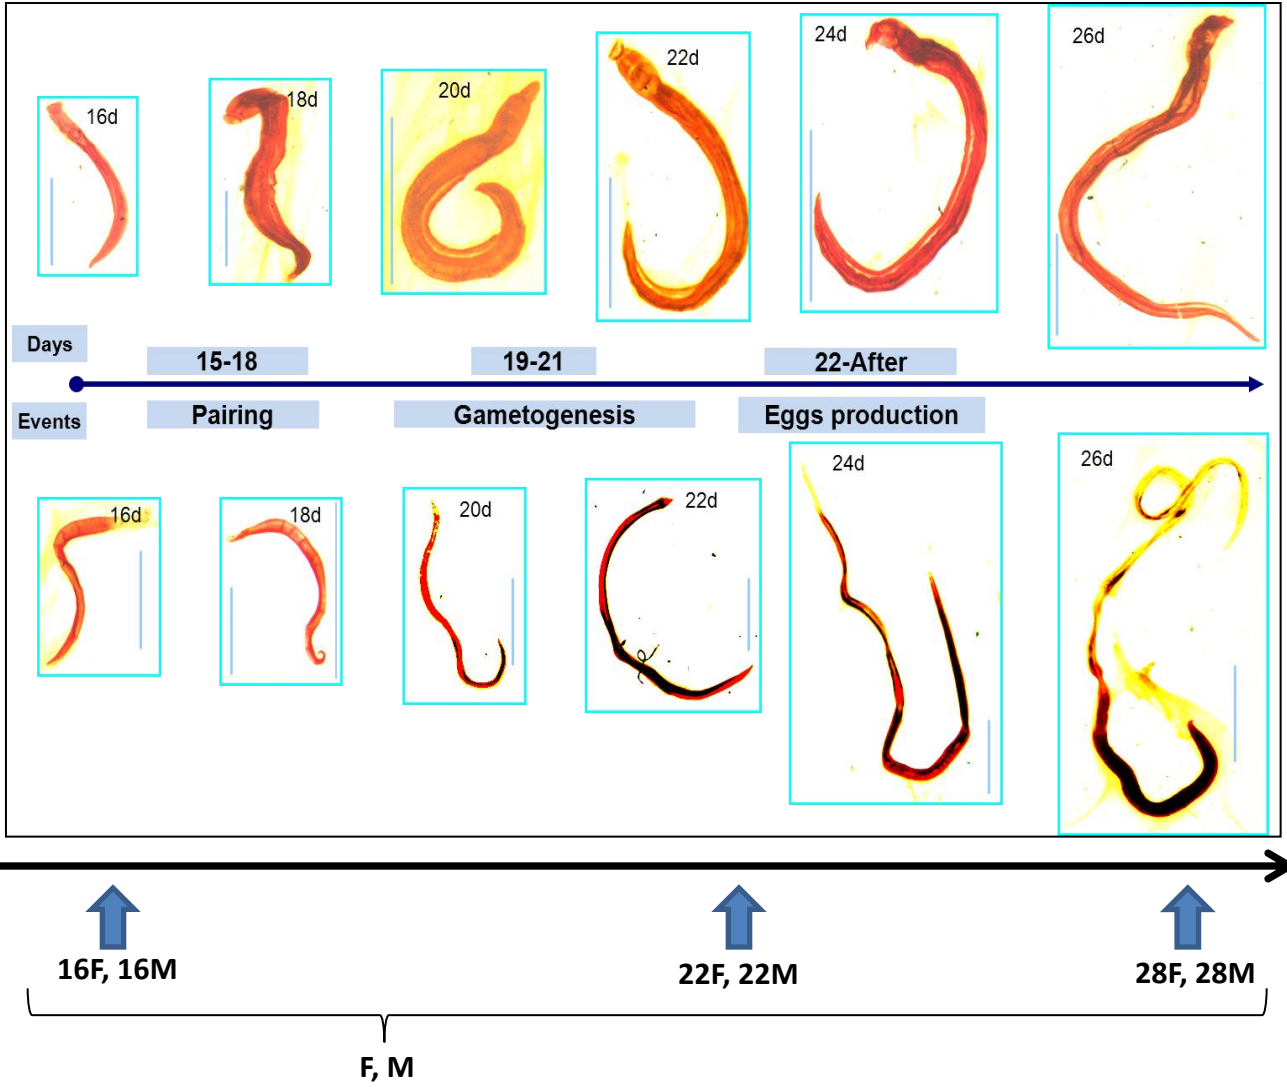 16d
18d
20d
22d
24d
26d
Days
15-18
19-21
22-After
Events
Pairing
Gametogenesis
Eggs production
16d
18d
20d
22d
24d
26d
16F, 16M
22F, 22M
28F, 28M
F, M